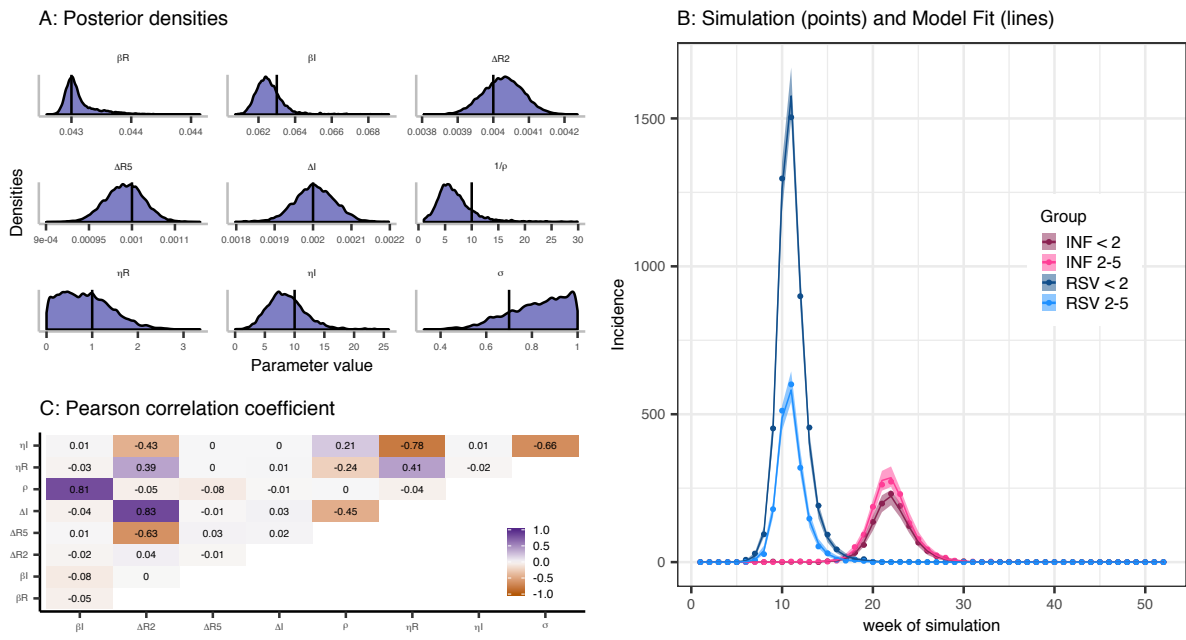 A: Posterior densities
βR
βI
ΔR2
0.043 0.044 0.044
0.062 0.064 0.066 0.068
0.0038 0.0039 0.004 0.0041 0.0042
ΔR5
ΔI
1/ρ
9e-04 0.00095 0.001 0.0011
0.0018 0.0019 0.002 0.0021 0.0022
0 5 10 15 20 25 30
ηR
ηI
σ
0 1 2 3
0 5 10 15 20 25
0.4 0.6 0.8 1
Densities
Parameter value
B: Simulation (points) and Model Fit (lines)
1500
1000
500
0
Incidence
Group
INF < 2
INF 2-5
RSV < 2
RSV 2-5
0 10 20 30 40 50
week of simulation
C: Pearson correlation coefficient
ηI 0.01 -0.43 0 0 0.21 -0.78 0.01 -0.66
ηR -0.03 0.39 0 0.01 -0.24 0.41 -0.02
ρ 0.81 -0.05 -0.08 -0.01 0 -0.04
ΔI -0.04 0.83 -0.01 0.03 -0.45
ΔR5 0.01 -0.63 0.03 0.02
ΔR2 -0.02 0.04 -0.01
βI -0.08 0
βR -0.05
βI ΔR2 ΔR5 ΔI ρ ηR ηI σ
1.0
0.5
0.0
-0.5
-1.0